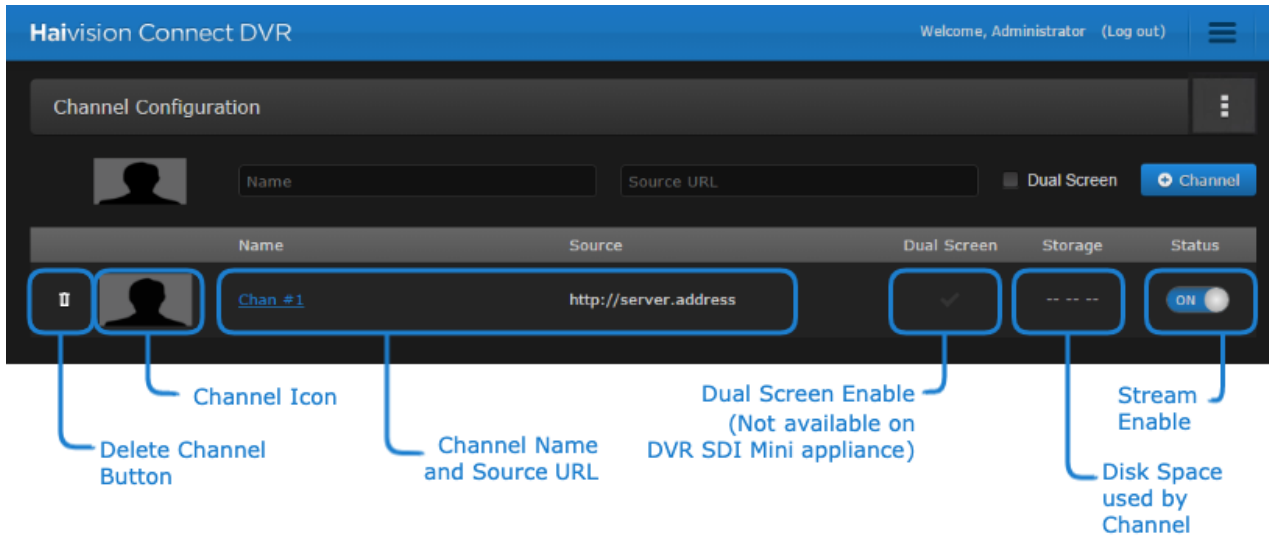 Haivision Connect DVR
Welcome, Administrator (Log out)
Channel Configuration
Name
Source URL
Dual Screen
Channel
Name
Source
Dual Screen
Storage
Status
Chan #1
http://server.address
-- -- --
ON
Channel Icon
Delete Channel
Button
Channel Name
and Source URL
Dual Screen Enable
(Not available on
DVR SDI Mini appliance)
Stream
Enable
Disk Space
used by
Channel